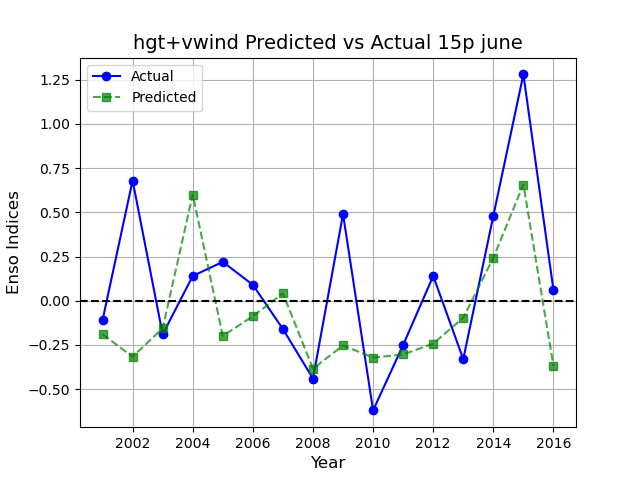 hgt+vwind Predicted vs Actual 15p june
Actual
Predicted
1.25
1.00
0.75
0.50
0.25
0.00
−0.25
−0.50
Enso Indices
2002 2004 2006 2008 2010 2012 2014 2016
Year